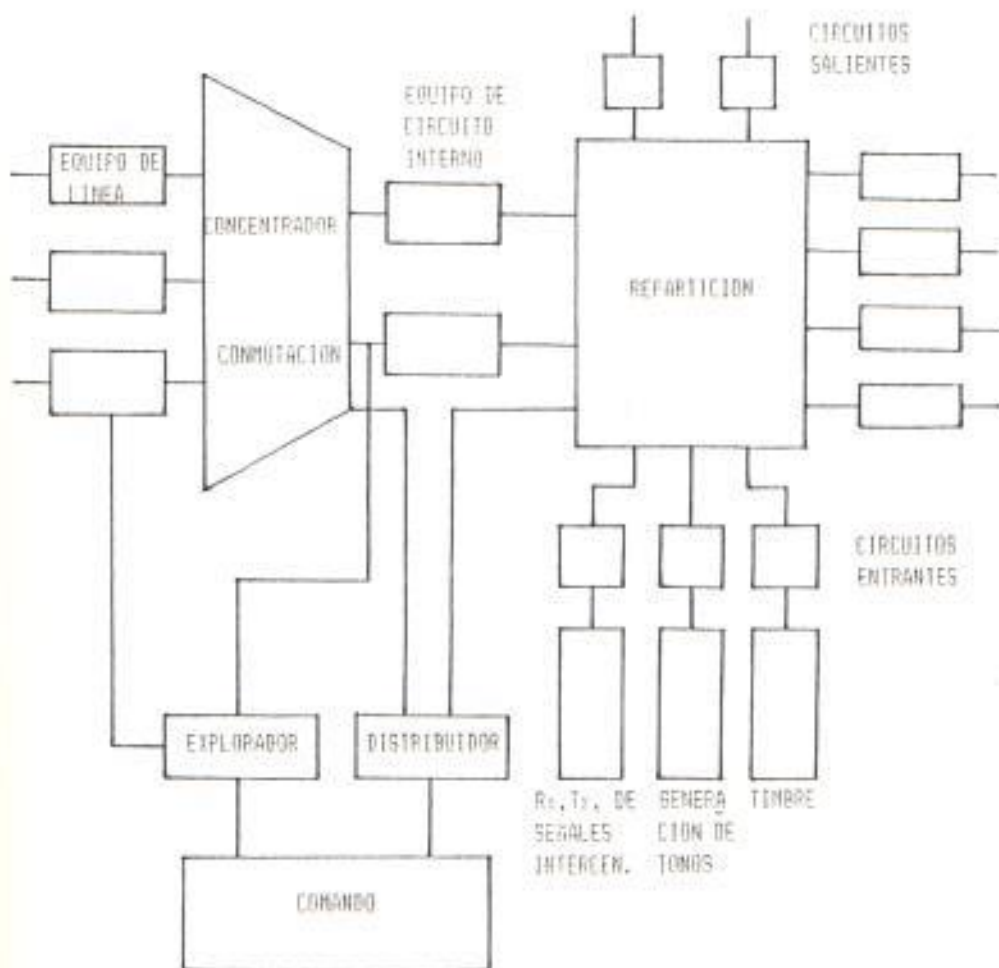 CIRCUITOS
SALIENTES
EQUIPO DE
CIRCUITO
INTERNO
EQUIPO DE
LINEA
CONCENTRADOR
REPARTICION
CONMUTACION
CIRCUITOS
ENTRANTES
EXPLORADOR
DISTRIBUIDOR
Rx,Tx, DE
SEÑALES
INTERCEN.
GENERA
CION DE
TONOS
TIMBRE
COMANDO